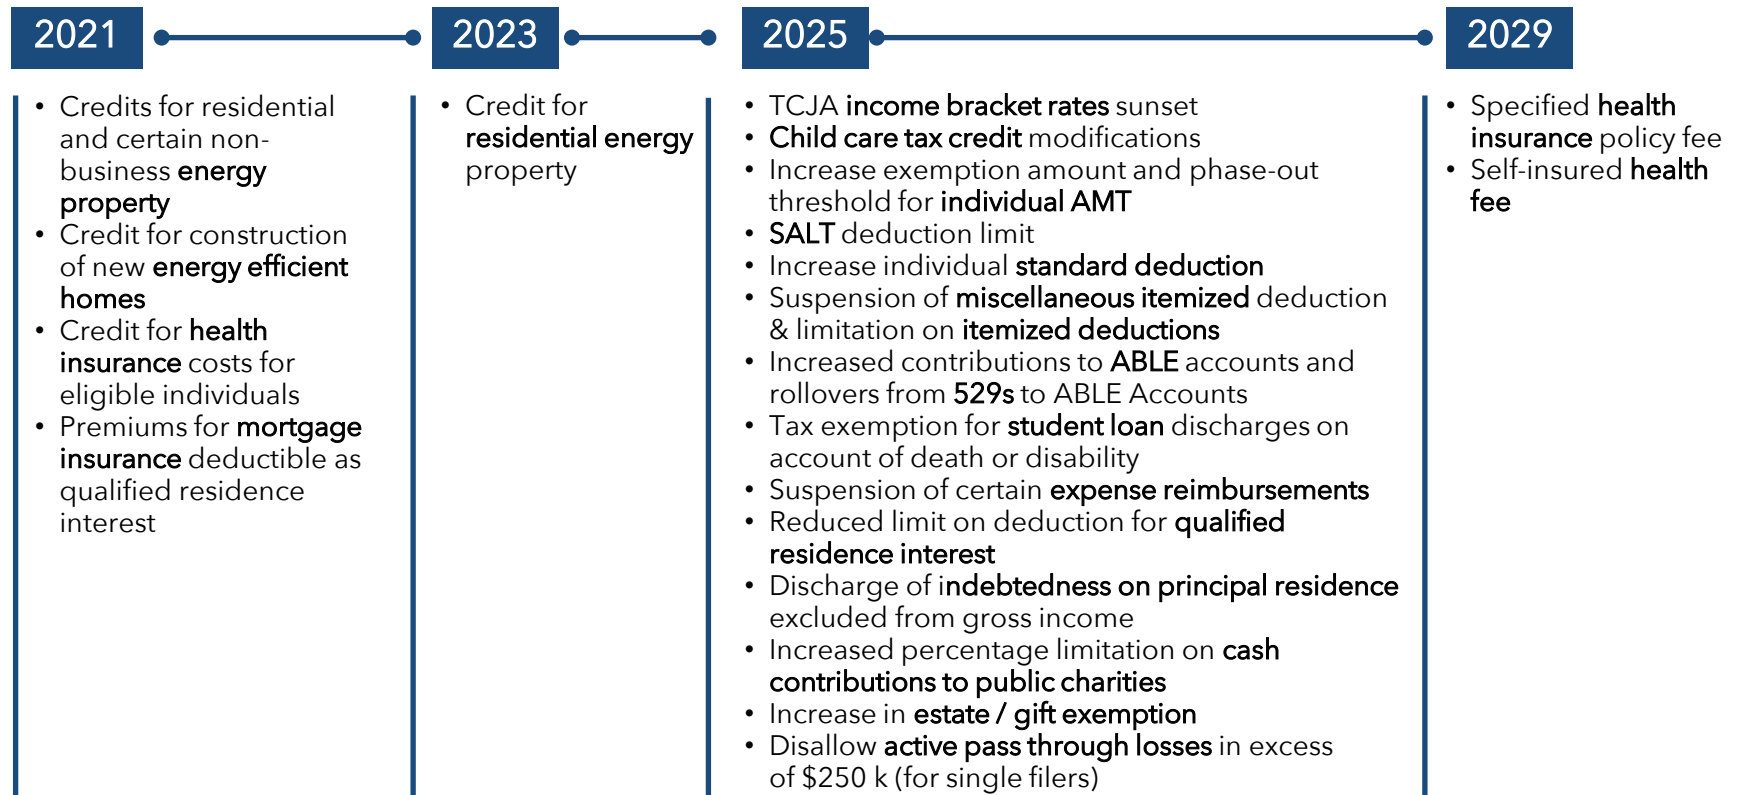 2021
• Credits for residential
and certain non-
business energy
property
• Credit for construction
of new energy efficient
homes
• Credit for health
insurance costs for
eligible individuals
• Premiums for mortgage
insurance deductible as
qualified residence
interest
2023
• Credit for
residential energy
property
2025
• TCJA income bracket rates sunset
• Child care tax credit modifications
• Increase exemption amount and phase-out
threshold for individual AMT
• SALT deduction limit
• Increase individual standard deduction
• Suspension of miscellaneous itemized deduction
& limitation on itemized deductions
• Increased contributions to ABLE accounts and
rollovers from 529s to ABLE Accounts
• Tax exemption for student loan discharges on
account of death or disability
• Suspension of certain expense reimbursements
• Reduced limit on deduction for qualified
residence interest
• Discharge of indebtedness on principal residence
excluded from gross income
• Increased percentage limitation on cash
contributions to public charities
• Increase in estate / gift exemption
• Disallow active pass through losses in excess
of $250 k (for single filers)
2029
• Specified health
insurance policy fee
• Self-insured health
fee